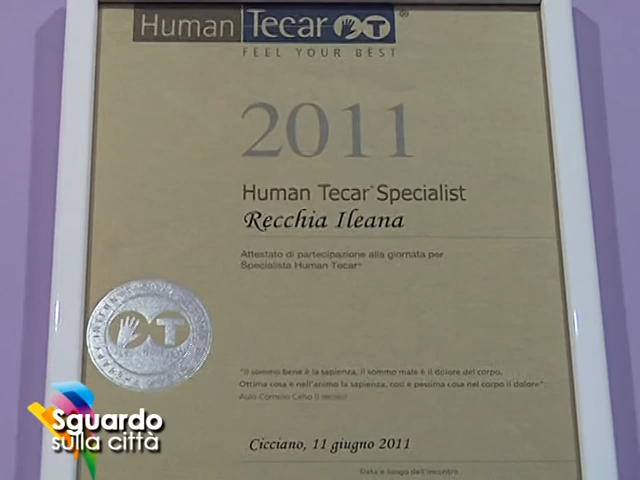 Human Tecar T ®
FEEL YOUR BEST
2011
Human Tecar® Specialist
Recchia Ileana
Attestato di partecipazione alla giornata per
Specialista Human Tecar®
"Il sommo bene è la sapienza, il sommo male è il dolore del corpo.
Ottima cosa è nell'animo la sapienza, così è pessima cosa nel corpo il dolore"
Aulo Cornelio Celso (I secolo)
Cicciano, 11 giugno 2011
Data e luogo dell'incontro
Sguardo
sulla città